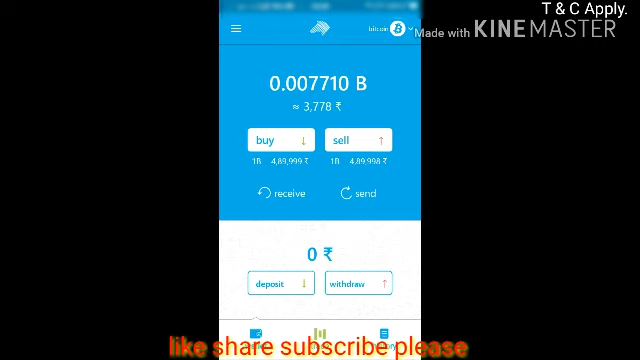 T & C Apply.
Made with KINEMASTER
bitcoin
0.007710 B
≈ 3,778 ₹
buy ↓ sell ↑
1B 4,89,999 ₹ 1B 4,89,998 ₹
receive send
0 ₹
deposit ↓ withdraw ↑
like share subscribe please